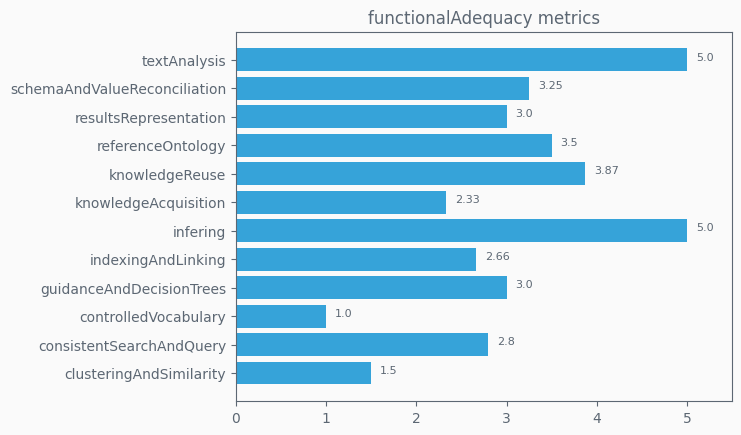 functionalAdequacy metrics
textAnalysis 5.0
schemaAndValueReconciliation 3.25
resultsRepresentation 3.0
referenceOntology 3.5
knowledgeReuse 3.87
knowledgeAcquisition 2.33
infering 5.0
indexingAndLinking 2.66
guidanceAndDecisionTrees 3.0
controlledVocabulary 1.0
consistentSearchAndQuery 2.8
clusteringAndSimilarity 1.5
0 1 2 3 4 5